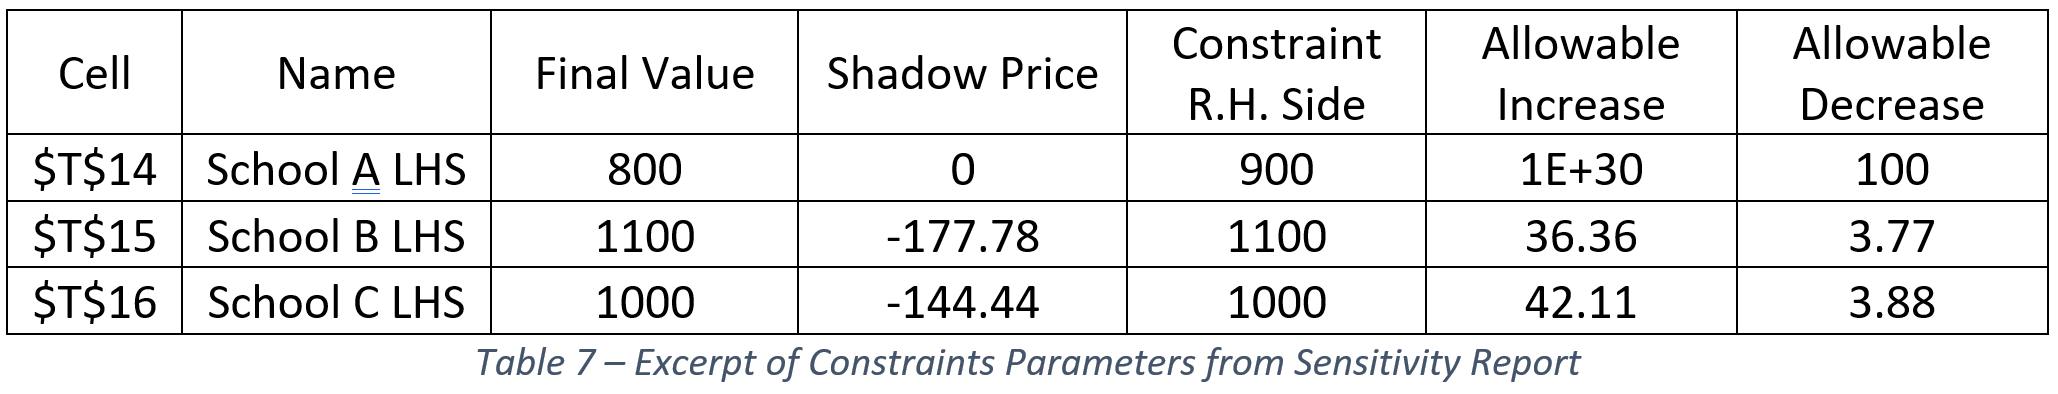 Cell Name Final Value Shadow Price Constraint R.H. Side Allowable Increase Allowable Decrease
$T$14 School A LHS 800 0 900 1E+30 100
$T$15 School B LHS 1100 -177.78 1100 36.36 3.77
$T$16 School C LHS 1000 -144.44 1000 42.11 3.88
Table 7 – Excerpt of Constraints Parameters from Sensitivity Report